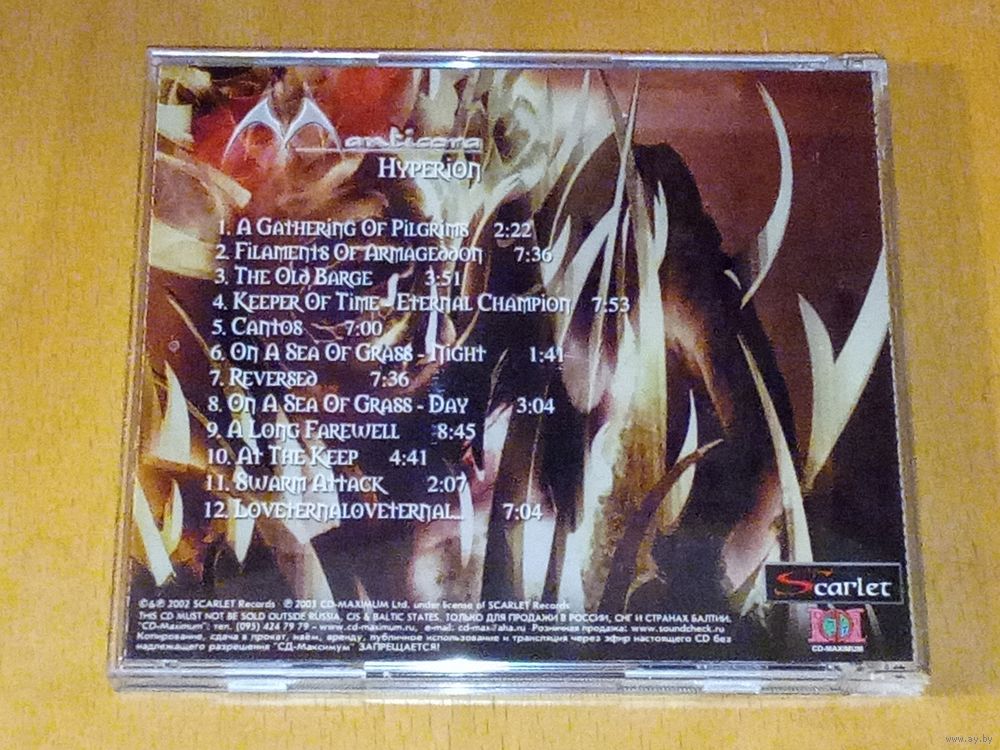 Manticora
Hyperion
1. A Gathering Of Pilgrims 2:22
2. Filaments Of Armageddon 7:36
3. The Old Barge 3:51
4. Keeper Of Time - Eternal Champion 7:53
5. Cantos 7:00
6. On A Sea Of Grass - Night 1:41
7. Reversed 7:36
8. On A Sea Of Grass - Day 3:04
9. A Long Farewell 8:45
10. At The Keep 4:41
11. Swarm Attack 2:07
12. Loveternaloveternal... 7:04
Scarlet
©&℗ 2002 SCARLET Records ℗ 2003 CD-MAXIMUM Ltd. under license of SCARLET Records
THIS CD MUST NOT BE SOLD OUTSIDE RUSSIA, CIS & BALTIC STATES. ТОЛЬКО ДЛЯ ПРОДАЖИ В РОССИИ, СНГ И СТРАНАХ БАЛТИИ.
"CD-Maximum": тел. (095) 424 79 79 – www.cd-maximum.ru, e-mail: Розничная продажа: www.soundcheck.ru
Копирование, сдача в прокат, наём, аренду, публичное использование и трансляция через эфир настоящего CD без
надлежащего разрешения "СД-Максимум" ЗАПРЕЩАЕТСЯ!
CD-MAXIMUM
www.ay.by